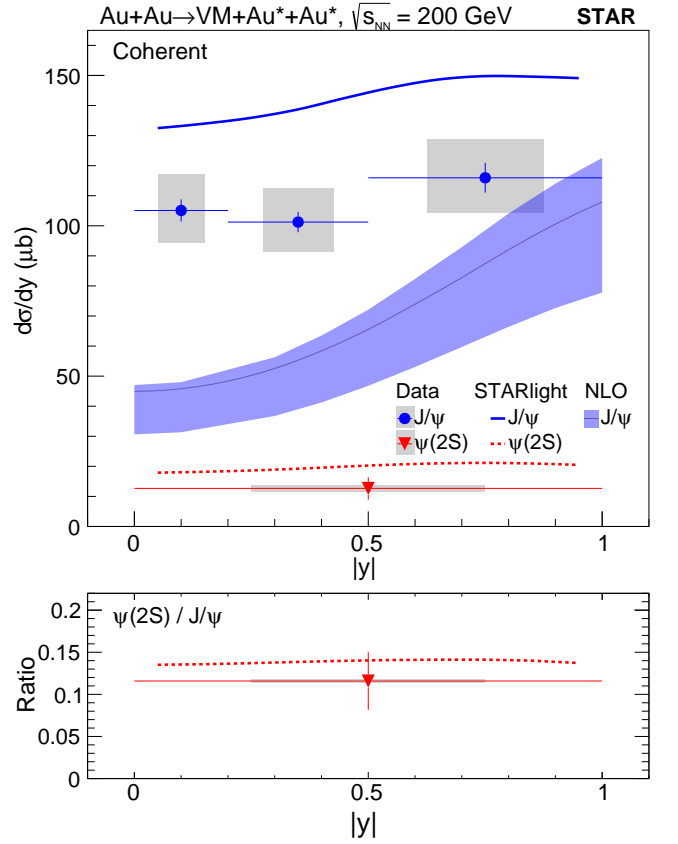 Au+Au→VM+Au*+Au*, √s_NN = 200 GeV STAR
Coherent
150
100
50
0
dσ/dy (μb)
Data STARlight NLO
J/ψ J/ψ J/ψ
ψ(2S) ψ(2S)
0 0.5 1
|y|
ψ(2S) / J/ψ
0.2
0.15
0.1
0.05
0
Ratio
0 0.5 1
|y|